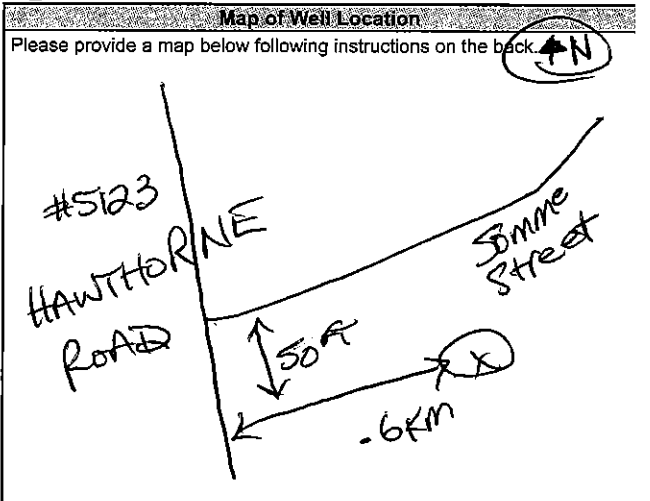 Map of Well Location
Please provide a map below following instructions on the back.
N
#5123
HAWTHORNE
ROAD
Somme
Street
50ft
X
.6km